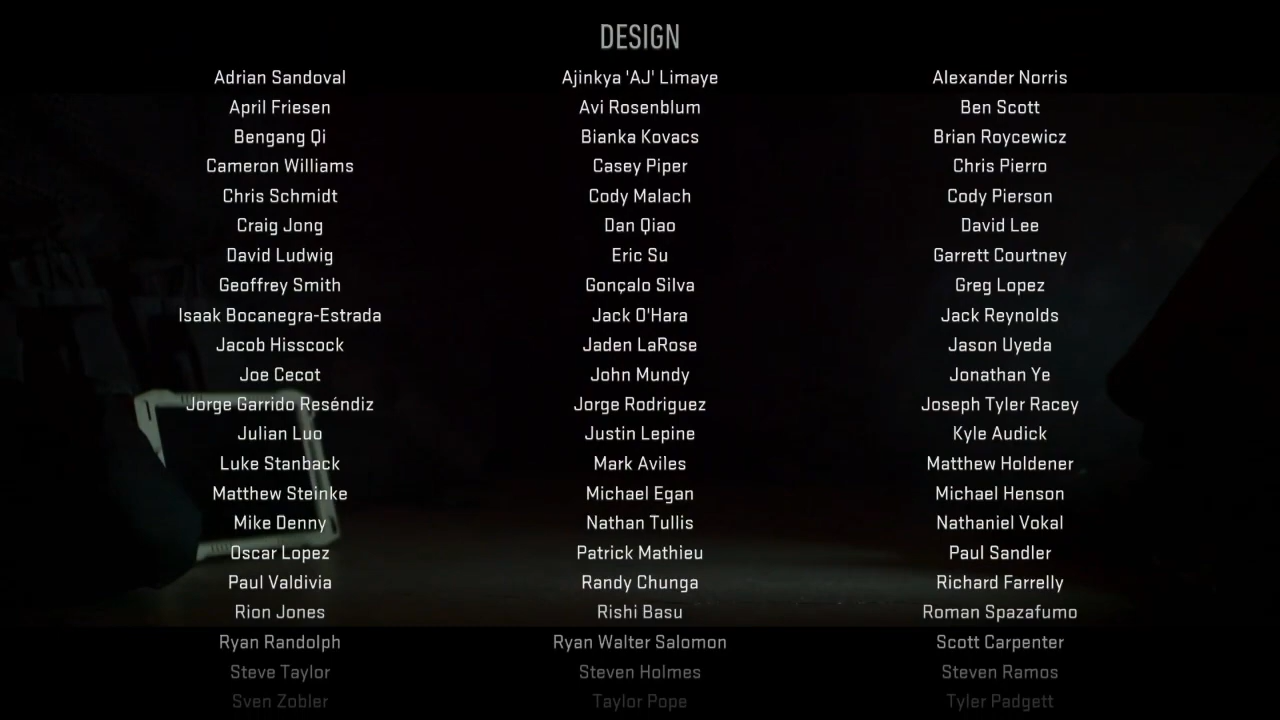 DESIGN
Adrian Sandoval Ajinkya 'AJ' Limaye Alexander Norris
April Friesen Avi Rosenblum Ben Scott
Bengang Qi Bianka Kovacs Brian Roycewicz
Cameron Williams Casey Piper Chris Pierro
Chris Schmidt Cody Malach Cody Pierson
Craig Jong Dan Qiao David Lee
David Ludwig Eric Su Garrett Courtney
Geoffrey Smith Gonçalo Silva Greg Lopez
Isaak Bocanegra-Estrada Jack O'Hara Jack Reynolds
Jacob Hisscock Jaden LaRose Jason Uyeda
Joe Cecot John Mundy Jonathan Ye
Jorge Garrido Reséndiz Jorge Rodriguez Joseph Tyler Racey
Julian Luo Justin Lepine Kyle Audick
Luke Stanback Mark Aviles Matthew Holdener
Matthew Steinke Michael Egan Michael Henson
Mike Denny Nathan Tullis Nathaniel Vokal
Oscar Lopez Patrick Mathieu Paul Sandler
Paul Valdivia Randy Chunga Richard Farrelly
Rion Jones Rishi Basu Roman Spazafumo
Ryan Randolph Ryan Walter Salomon Scott Carpenter
Steve Taylor Steven Holmes Steven Ramos
Sven Zobler Taylor Pope Tyler Padgett